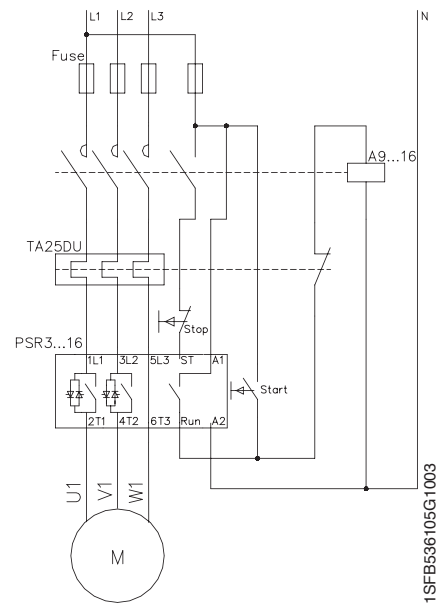 L1 L2 L3 N
Fuse
A9...16
TA25DU
Stop
PSR3...16
1L1 3L2 5L3 ST A1
Start
2T1 4T2 6T3 Run A2
U1 V1 W1
M
1SFB536105G1003